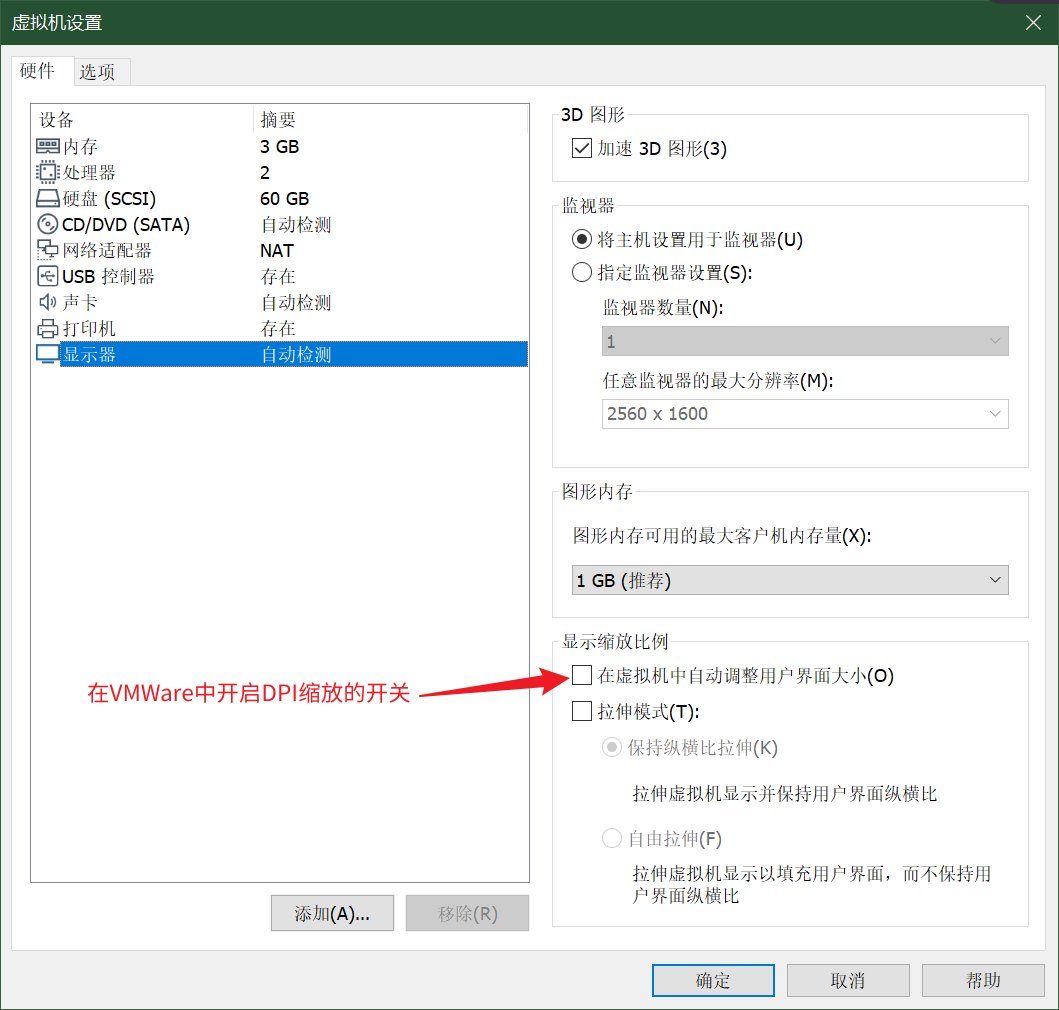 虚拟机设置
硬件 选项
设备 摘要
内存 3 GB
处理器 2
硬盘 (SCSI) 60 GB
CD/DVD (SATA) 自动检测
网络适配器 NAT
USB 控制器 存在
声卡 自动检测
打印机 存在
显示器 自动检测
添加(A)... 移除(R)
3D 图形
加速 3D 图形(3)
监视器
将主机设置用于监视器(U)
指定监视器设置(S):
监视器数量(N):
1
任意监视器的最大分辨率(M):
2560 x 1600
图形内存
图形内存可用的最大客户机内存量(X):
1 GB (推荐)
显示缩放比例
在VMWare中开启DPI缩放的开关
在虚拟机中自动调整用户界面大小(O)
拉伸模式(T):
保持纵横比拉伸(K)
拉伸虚拟机显示并保持用户界面纵横比
自由拉伸(F)
拉伸虚拟机显示以填充用户界面，而不保持用
户界面纵横比
确定 取消 帮助